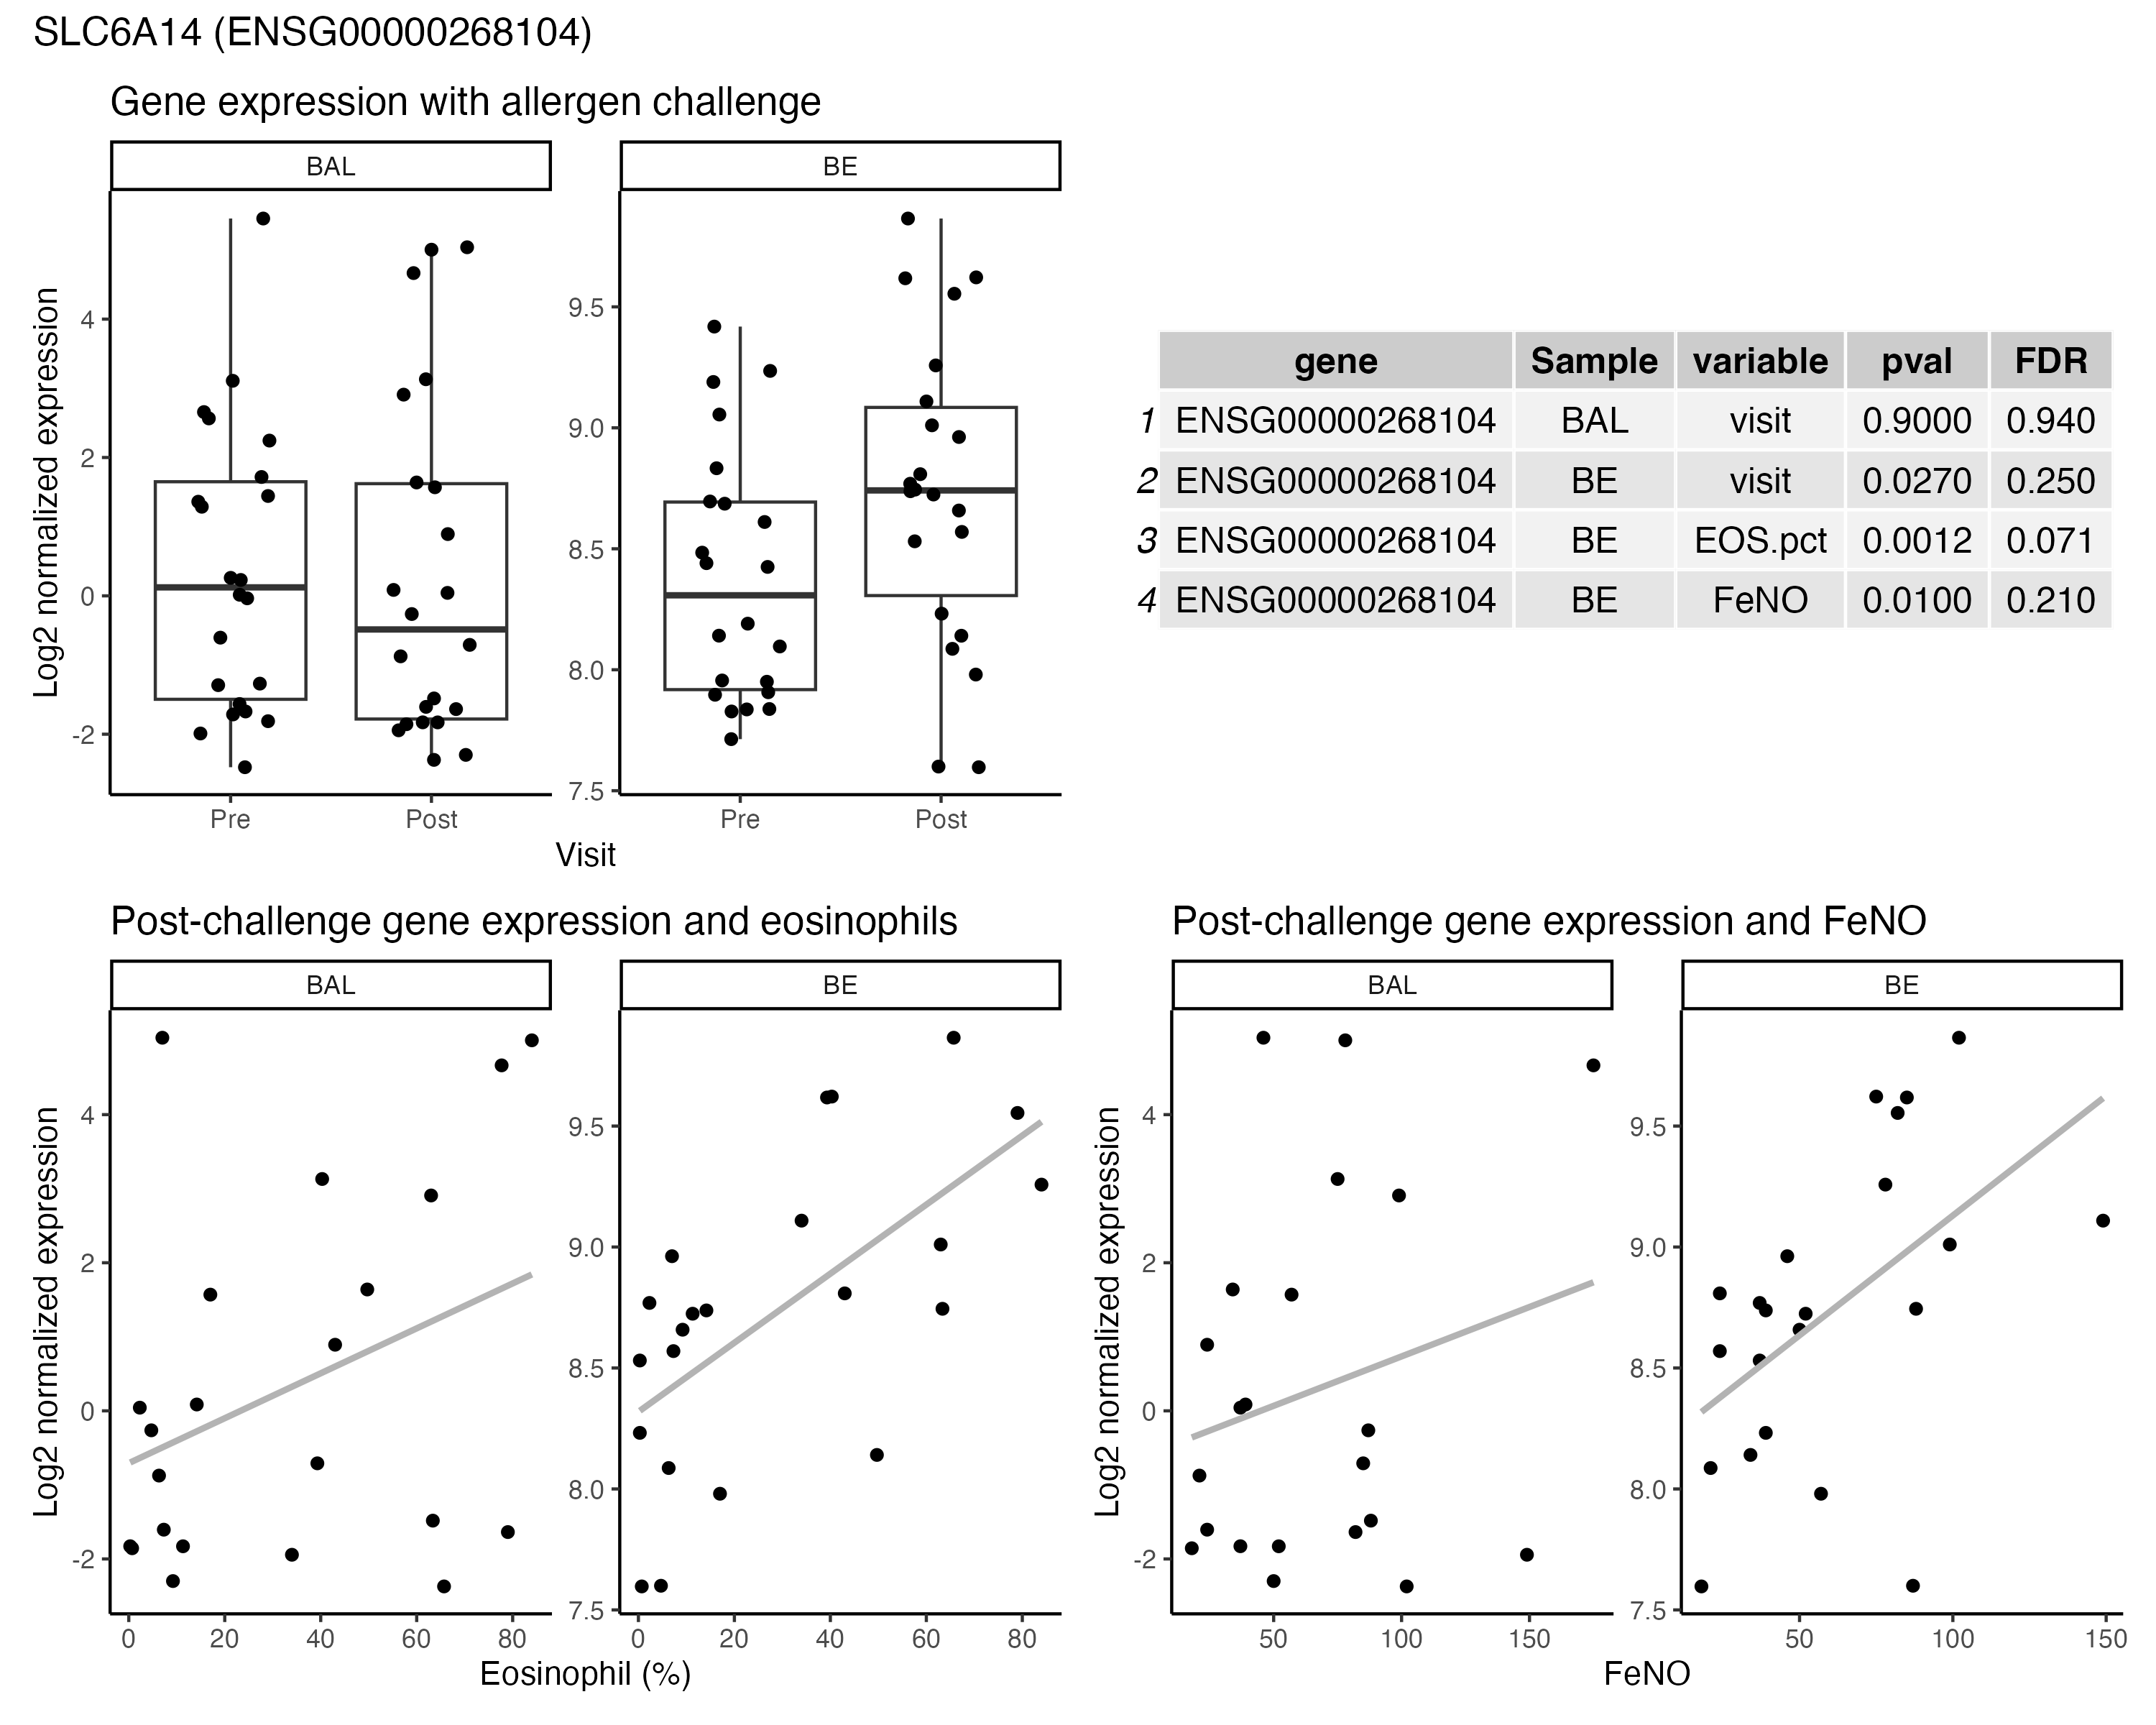 SLC6A14 (ENSG00000268104)
Gene expression with allergen challenge
BAL
BE
Log2 normalized expression
4
2
0
-2
9.5
9.0
8.5
8.0
7.5
Pre
Post
Pre
Post
Visit
gene Sample variable pval FDR
1 ENSG00000268104 BAL visit 0.9000 0.940
2 ENSG00000268104 BE visit 0.0270 0.250
3 ENSG00000268104 BE EOS.pct 0.0012 0.071
4 ENSG00000268104 BE FeNO 0.0100 0.210
Post-challenge gene expression and eosinophils
BAL
BE
Log2 normalized expression
4
2
0
-2
9.5
9.0
8.5
8.0
7.5
0 20 40 60 80
0 20 40 60 80
Eosinophil (%)
Post-challenge gene expression and FeNO
BAL
BE
Log2 normalized expression
4
2
0
-2
9.5
9.0
8.5
8.0
7.5
50 100 150
50 100 150
FeNO